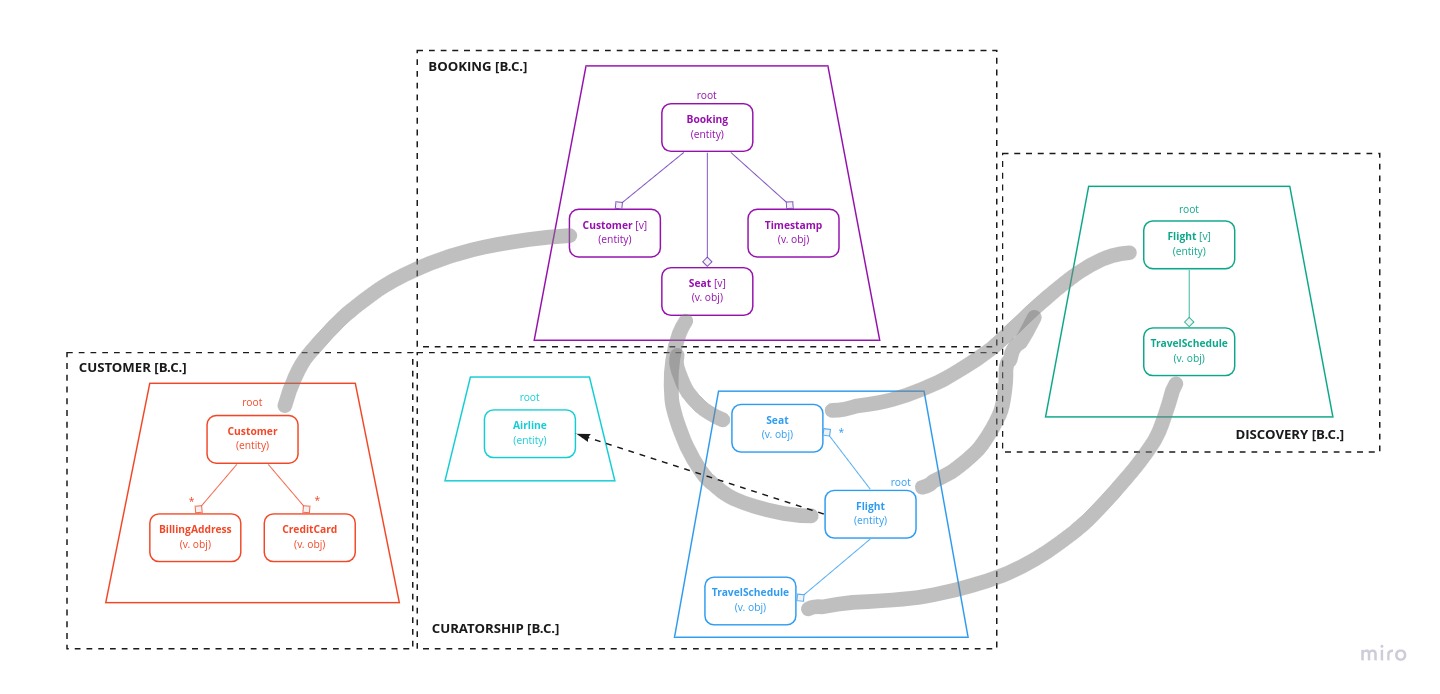 BOOKING [B.C.]
root
Booking
(entity)
Customer [v]
(entity)
Timestamp
(v. obj)
Seat [v]
(v. obj)
root
Flight [v]
(entity)
TravelSchedule
(v. obj)
DISCOVERY [B.C.]
CUSTOMER [B.C.]
root
Customer
(entity)
*
*
BillingAddress
(v. obj)
CreditCard
(v. obj)
root
Airline
(entity)
Seat
(v. obj)
*
root
Flight
(entity)
TravelSchedule
(v. obj)
CURATORSHIP [B.C.]
miro